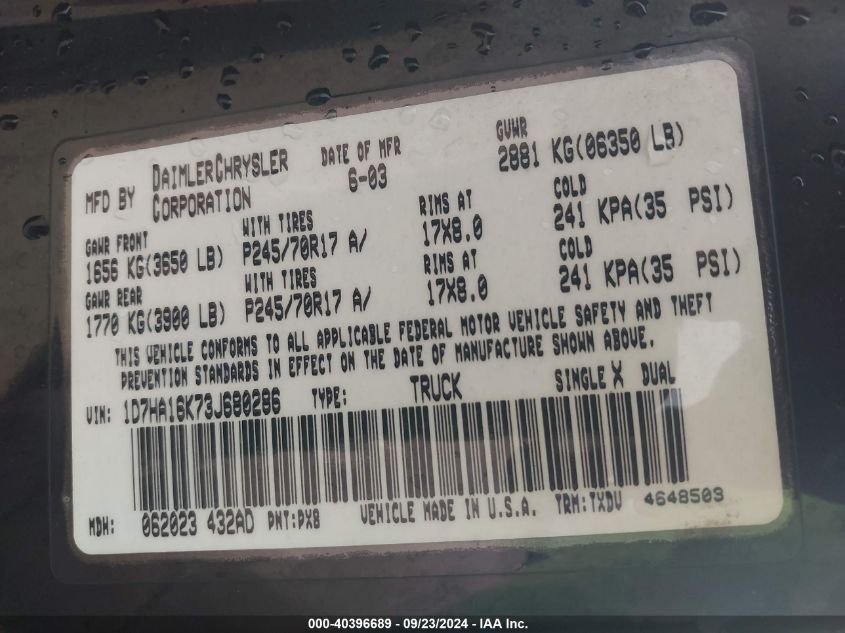 MFD BY DAIMLERCHRYSLER CORPORATION
DATE OF MFR
6-03
GVWR
2881 KG(06350 LB)
GAWR FRONT WITH TIRES RIMS AT COLD
1656 KG(3650 LB) P245/70R17 A/ 17X8.0 241 KPA(35 PSI)
GAWR REAR WITH TIRES RIMS AT COLD
1770 KG(3900 LB) P245/70R17 A/ 17X8.0 241 KPA(35 PSI)
THIS VEHICLE CONFORMS TO ALL APPLICABLE FEDERAL MOTOR VEHICLE SAFETY AND THEFT
PREVENTION STANDARDS IN EFFECT ON THE DATE OF MANUFACTURE SHOWN ABOVE.
VIN: 1D7HA16K73J680286 TYPE: TRUCK SINGLE X DUAL
MDH: 062023 432AD PNT:PX8 VEHICLE MADE IN U.S.A. TRM:TXDV 4648503
000-40396689 - 09/23/2024 - IAA Inc.